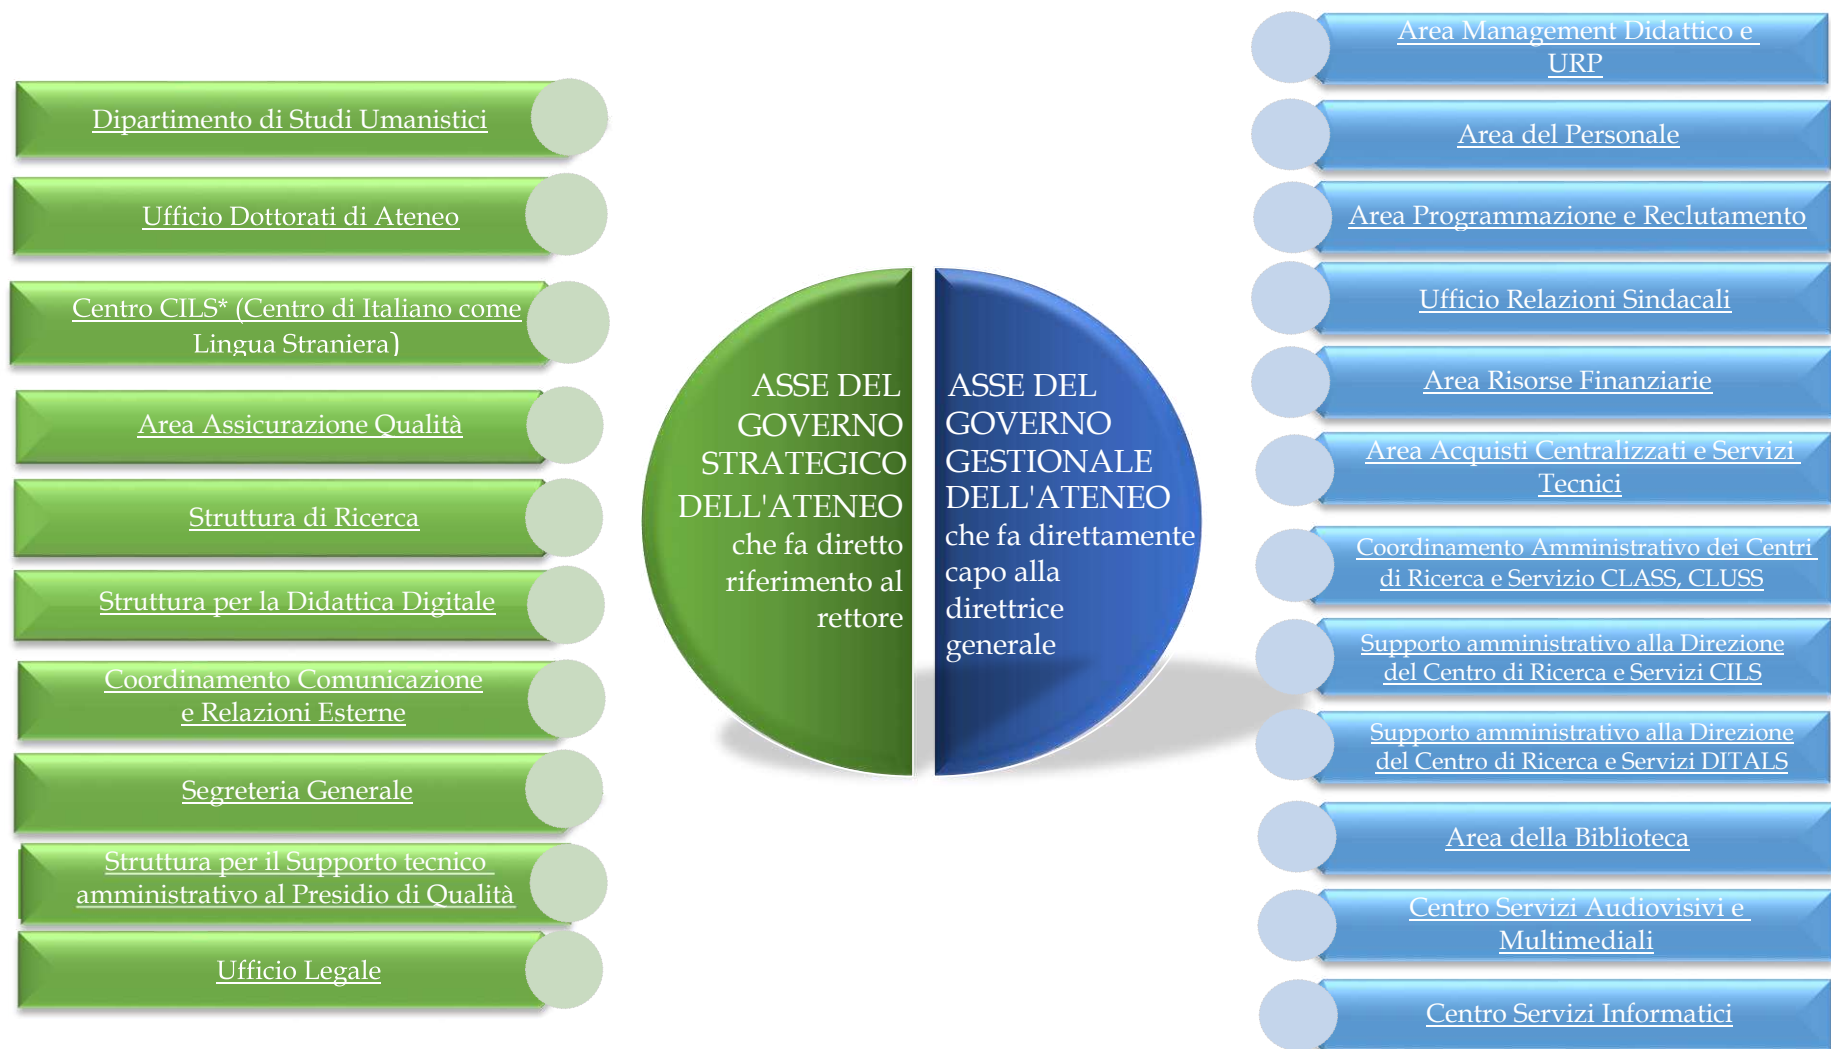 Dipartimento di Studi Umanistici
Ufficio Dottorati di Ateneo
Centro CILS* (Centro di Italiano come
Lingua Straniera)
Area Assicurazione Qualità
Struttura di Ricerca
Struttura per la Didattica Digitale
Coordinamento Comunicazione
e Relazioni Esterne
Segreteria Generale
Struttura per il Supporto tecnico
amministrativo al Presidio di Qualità
Ufficio Legale
ASSE DEL
GOVERNO
STRATEGICO
DELL'ATENEO
che fa diretto
riferimento al
rettore
ASSE DEL
GOVERNO
GESTIONALE
DELL'ATENEO
che fa direttamente
capo alla
direttrice
generale
Area Management Didattico e
URP
Area del Personale
Area Programmazione e Reclutamento
Ufficio Relazioni Sindacali
Area Risorse Finanziarie
Area Acquisti Centralizzati e Servizi
Tecnici
Coordinamento Amministrativo dei Centri
di Ricerca e Servizio CLASS, CLUSS
Supporto amministrativo alla Direzione
del Centro di Ricerca e Servizi CILS
Supporto amministrativo alla Direzione
del Centro di Ricerca e Servizi DITALS
Area della Biblioteca
Centro Servizi Audiovisivi e
Multimediali
Centro Servizi Informatici